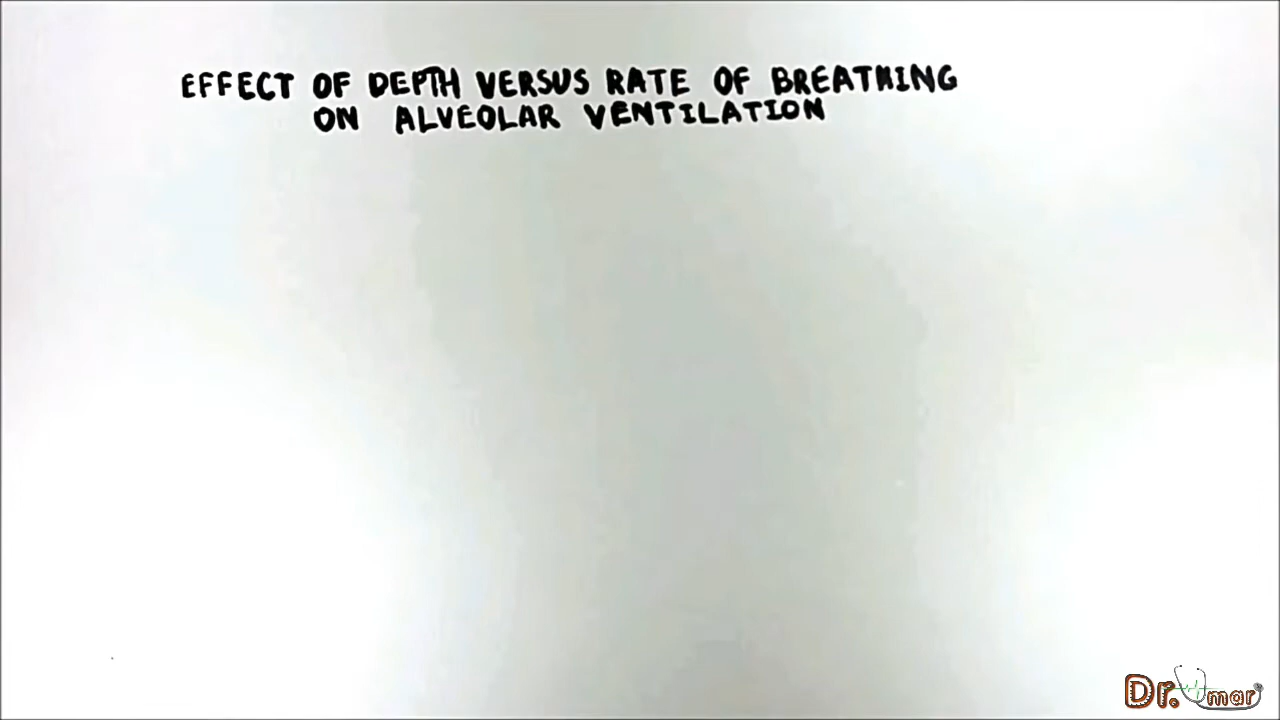 EFFECT OF DEPTH VERSUS RATE OF BREATHING
ON ALVEOLAR VENTILATION
Dr. Umar